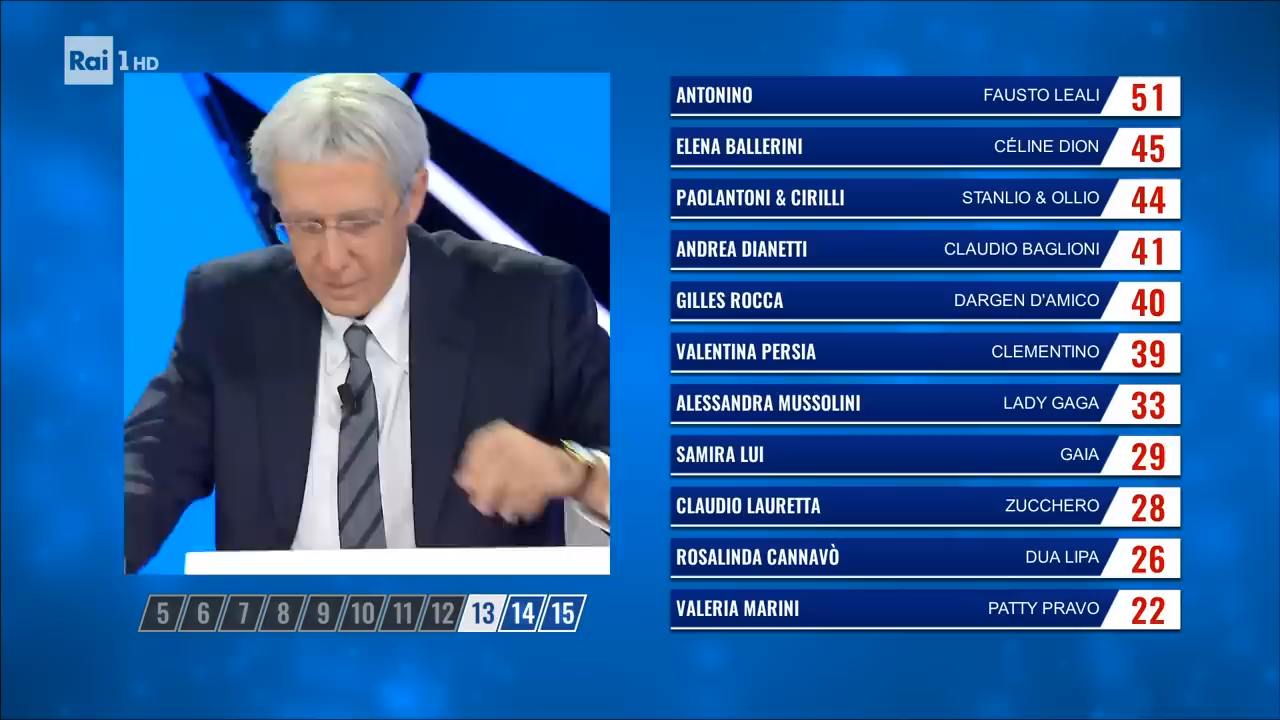 Rai 1 HD
ANTONINO FAUSTO LEALI 51
ELENA BALLERINI CÉLINE DION 45
PAOLANTONI & CIRILLI STANLIO & OLLIO 44
ANDREA DIANETTI CLAUDIO BAGLIONI 41
GILLES ROCCA DARGEN D'AMICO 40
VALENTINA PERSIA CLEMENTINO 39
ALESSANDRA MUSSOLINI LADY GAGA 33
SAMIRA LUI GAIA 29
CLAUDIO LAURETTA ZUCCHERO 28
ROSALINDA CANNAVÒ DUA LIPA 26
VALERIA MARINI PATTY PRAVO 22
5 6 7 8 9 10 11 12 13 14 15